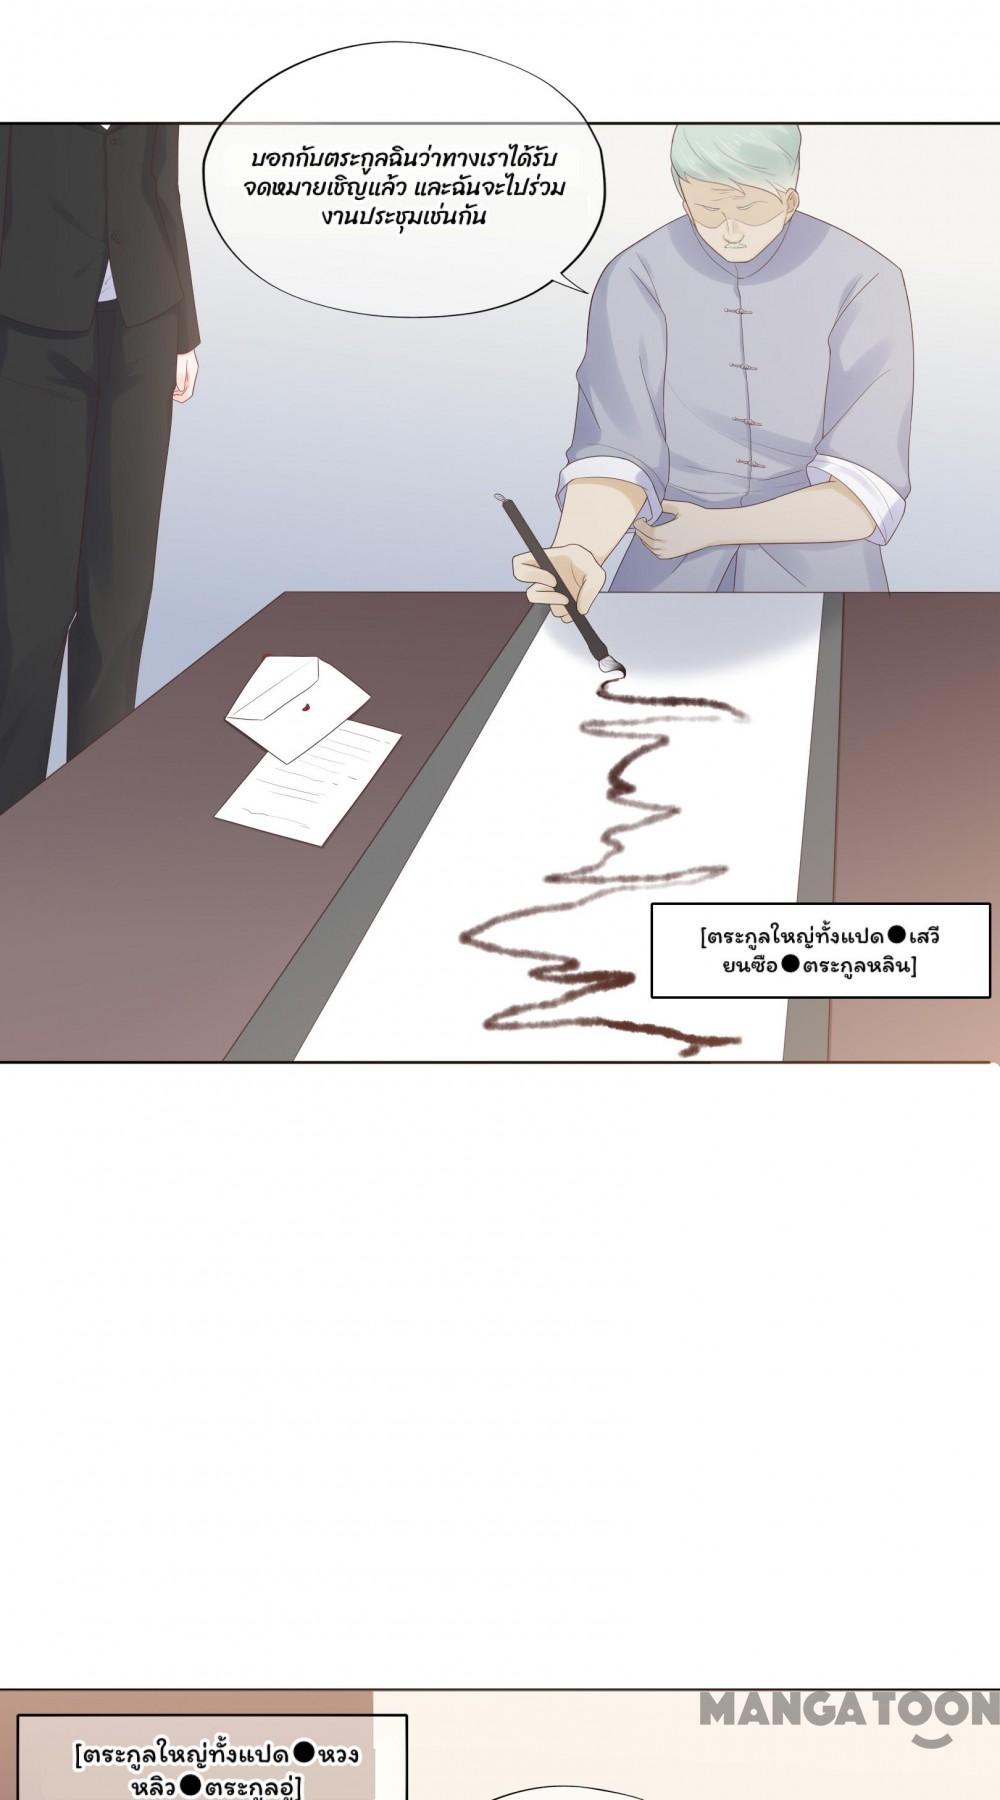 บอกกับตระกูลฉินว่าทางเราได้รับ
จดหมายเชิญแล้ว และฉันจะไปร่วม
งานประชุมเช่นกัน
[ตระกูลใหญ่ทั้งแปด●เสวี
ยนซือ●ตระกูลหลิน]
MANGATOON
[ตระกูลใหญ่ทั้งแปด●หวง
หลิว●ตระกูลอู่]